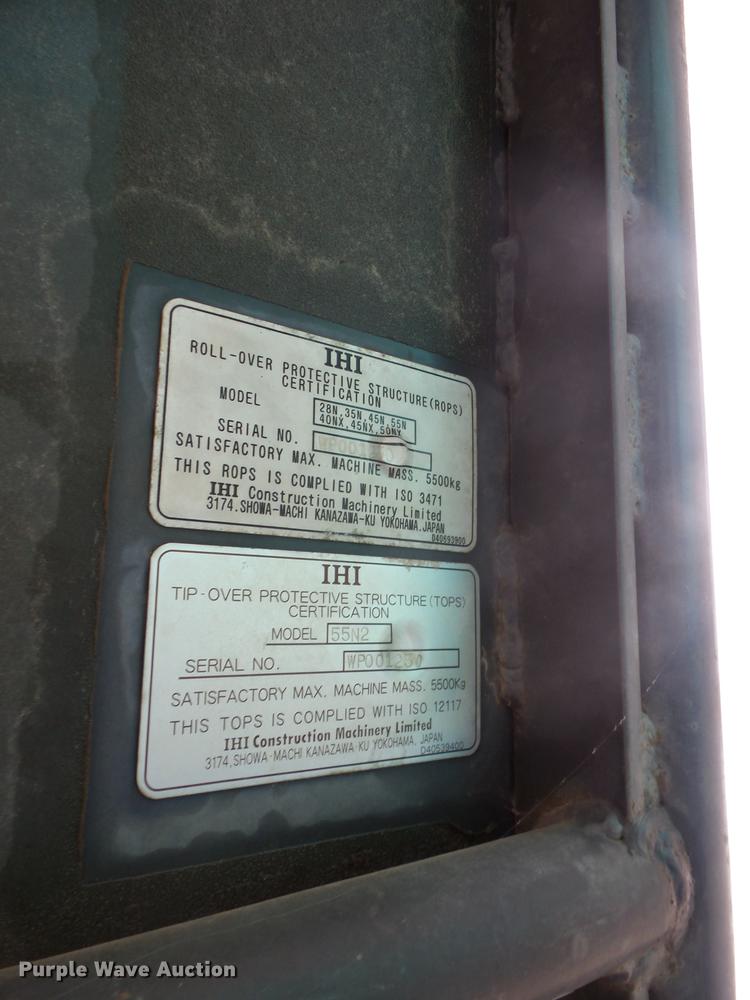 IHI
ROLL-OVER PROTECTIVE STRUCTURE(ROPS)
CERTIFICATION
MODEL 28N,35N,45N,55N
40NX,45NX,50NX
SERIAL NO.
SATISFACTORY MAX. MACHINE MASS. 5500kg
THIS ROPS IS COMPLIED WITH ISO 3471
IHI Construction Machinery Limited
3174.SHOWA-MACHI KANAZAWA-KU YOKOHAMA.JAPAN
D40593900
IHI
TIP-OVER PROTECTIVE STRUCTURE(TOPS)
CERTIFICATION
MODEL 55N2
SERIAL NO. WP001230
SATISFACTORY MAX. MACHINE MASS. 5500Kg
THIS TOPS IS COMPLIED WITH ISO 12117
IHI Construction Machinery Limited
3174,SHOWA-MACHI KANAZAWA-KU YOKOHAMA, JAPAN
D40539400
Purple Wave Auction